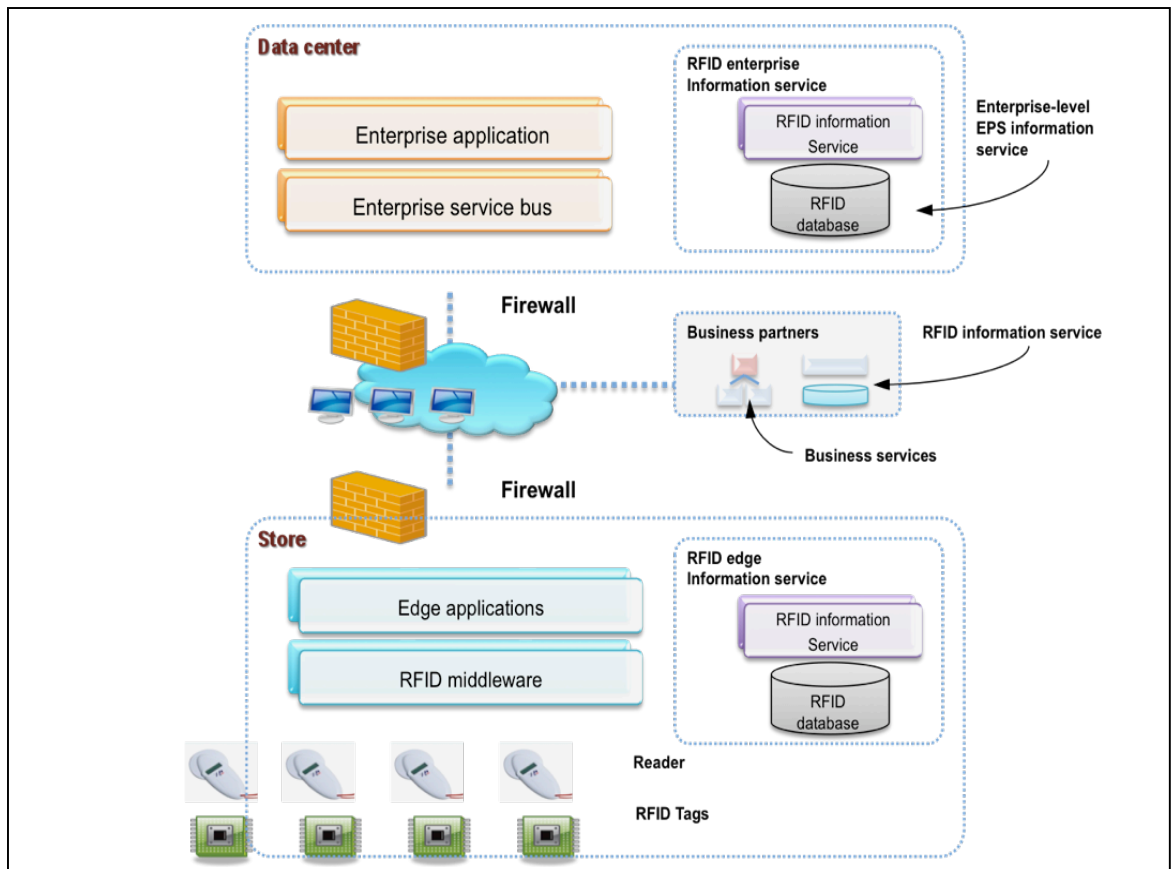 Data center
RFID enterprise
Information service
Enterprise application
RFID information
Service
Enterprise-level
EPS information
service
Enterprise service bus
RFID
database
Firewall
Business partners
RFID information service
Business services
Firewall
Store
RFID edge
Information service
Edge applications
RFID information
Service
RFID middleware
RFID
database
Reader
RFID Tags